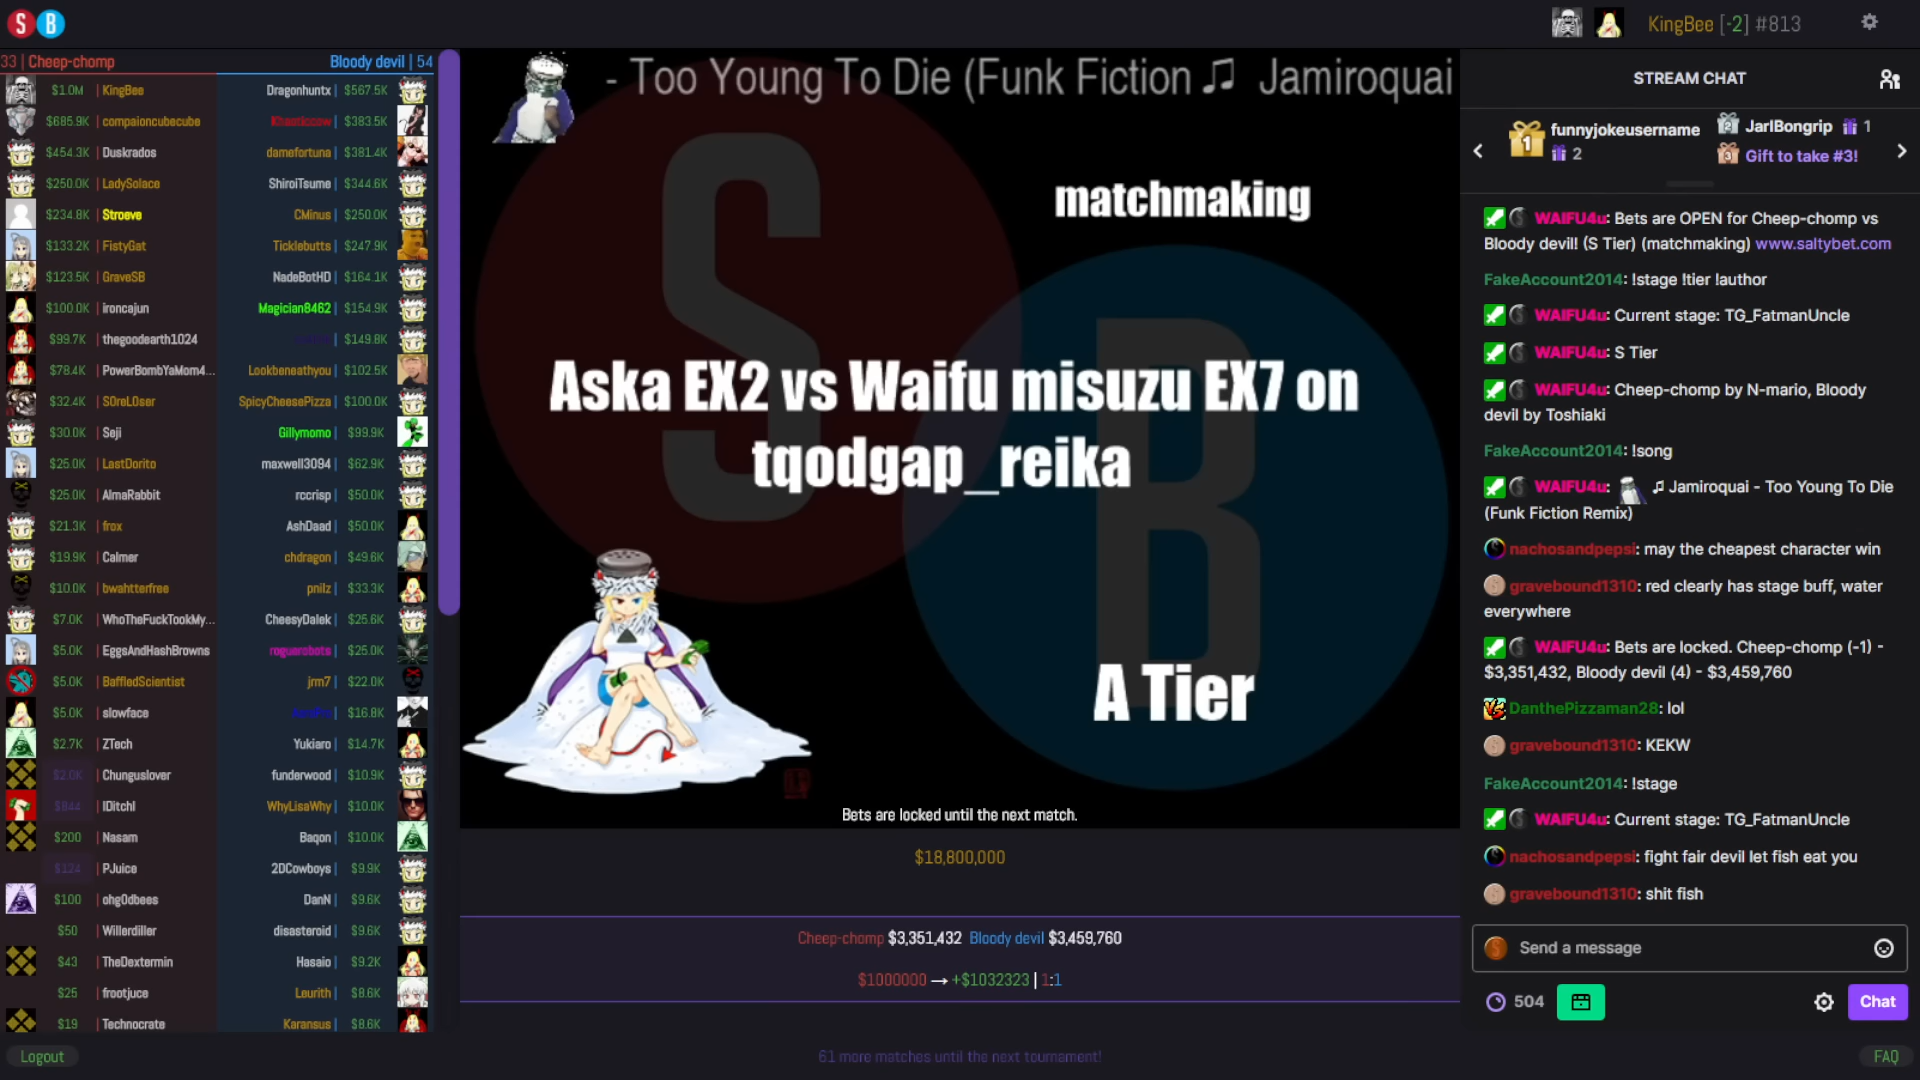 S B
KingBee [-2] #813
33 | Cheep-chomp
Bloody devil | 54
$1.0M | KingBee
Dragonhuntx | $567.5K
$685.9K | compaioncubecube
Khaoticcow | $383.5K
$454.3K | Duskrados
damefortuna | $381.4K
$250.0K | LadySolace
ShiroiTsume | $344.6K
$234.8K | Stroeve
CMinus | $250.0K
$133.2K | FistyGat
Ticklebutts | $247.9K
$123.5K | GraveSB
NadeBotHD | $164.1K
$100.0K | ironcajun
Magician8462 | $154.9K
$99.7K | thegoodearth1024
| $149.8K
$78.4K | PowerBombYaMom4...
Lookbeneathyou | $102.5K
$32.4K | S0reL0ser
SpicyCheesePizza | $100.0K
$30.0K | Seji
Gillymomo | $99.9K
$25.0K | LastDorito
maxwell3094 | $62.9K
$25.0K | AlmaRabbit
rccrisp | $50.0K
$21.3K | frox
AshDaad | $50.0K
$19.9K | Calmer
chdragon | $49.6K
$10.0K | bwahtterfree
pnilz | $33.3K
$7.0K | WhoTheFuckTookMy...
CheesyDalek | $25.6K
$5.0K | EggsAndHashBrowns
roguerobots | $25.0K
$5.0K | BaffledScientist
jrm7 | $22.0K
$5.0K | slowface
| $16.8K
$2.7K | ZTech
Yukiaro | $14.7K
$2.0K | Chunguslover
funderwood | $10.9K
$844 | IDitchI
WhyLisaWhy | $10.0K
$200 | Nasam
Baqon | $10.0K
$124 | PJuice
2DCowboys | $9.9K
$100 | ohg0dbees
DanN | $9.6K
$50 | Willerdiller
disasteroid | $9.6K
$43 | TheDextermin
Hasaio | $9.2K
$25 | frootjuce
Leurith | $8.6K
$19 | Technocrate
Karansus | $8.6K
Logout
- Too Young To Die (Funk Fiction ♫ Jamiroquai
S
B
matchmaking
Aska EX2 vs Waifu misuzu EX7 on
tqodgap_reika
A Tier
Bets are locked until the next match.
$18,800,000
Cheep-chomp $3,351,432 Bloody devil $3,459,760
$1000000 → +$1032323 | 1:1
61 more matches until the next tournament!
STREAM CHAT
1 funnyjokeusername
2
2 JarlBongrip 1
3 Gift to take #3!
WAIFU4u: Bets are OPEN for Cheep-chomp vs
Bloody devil! (S Tier) (matchmaking) www.saltybet.com
FakeAccount2014: !stage !tier !author
WAIFU4u: Current stage: TG_FatmanUncle
WAIFU4u: S Tier
WAIFU4u: Cheep-chomp by N-mario, Bloody
devil by Toshiaki
FakeAccount2014: !song
WAIFU4u: ♫ Jamiroquai - Too Young To Die
(Funk Fiction Remix)
nachosandpepsi: may the cheapest character win
gravebound1310: red clearly has stage buff, water
everywhere
WAIFU4u: Bets are locked. Cheep-chomp (-1) -
$3,351,432, Bloody devil (4) - $3,459,760
DanthePizzaman28: lol
gravebound1310: KEKW
FakeAccount2014: !stage
WAIFU4u: Current stage: TG_FatmanUncle
nachosandpepsi: fight fair devil let fish eat you
gravebound1310: shit fish
Send a message
504
Chat
FAQ